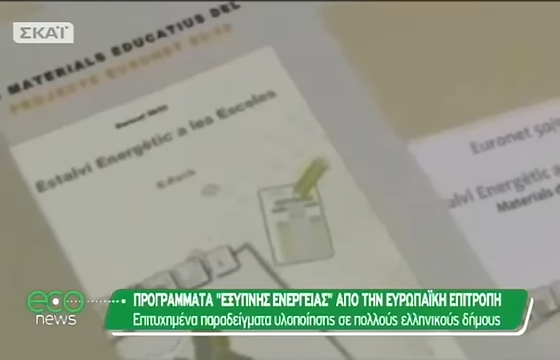 ΣΚΑΪ
MATERIALS EDUCATIUS DEL
PROJECTE EURONET 50/50
Estalvi Energètic a les Escoles
E-Pack
Euronet 50/50
Estalvi Energètic a
Materials d
eco
news
ΠΡΟΓΡΑΜΜΑΤΑ "ΕΞΥΠΝΗΣ ΕΝΕΡΓΕΙΑΣ" ΑΠΟ ΤΗΝ ΕΥΡΩΠΑΪΚΗ ΕΠΙΤΡΟΠΗ
Επιτυχημένα παραδείγματα υλοποίησης σε πολλούς ελληνικούς δήμους